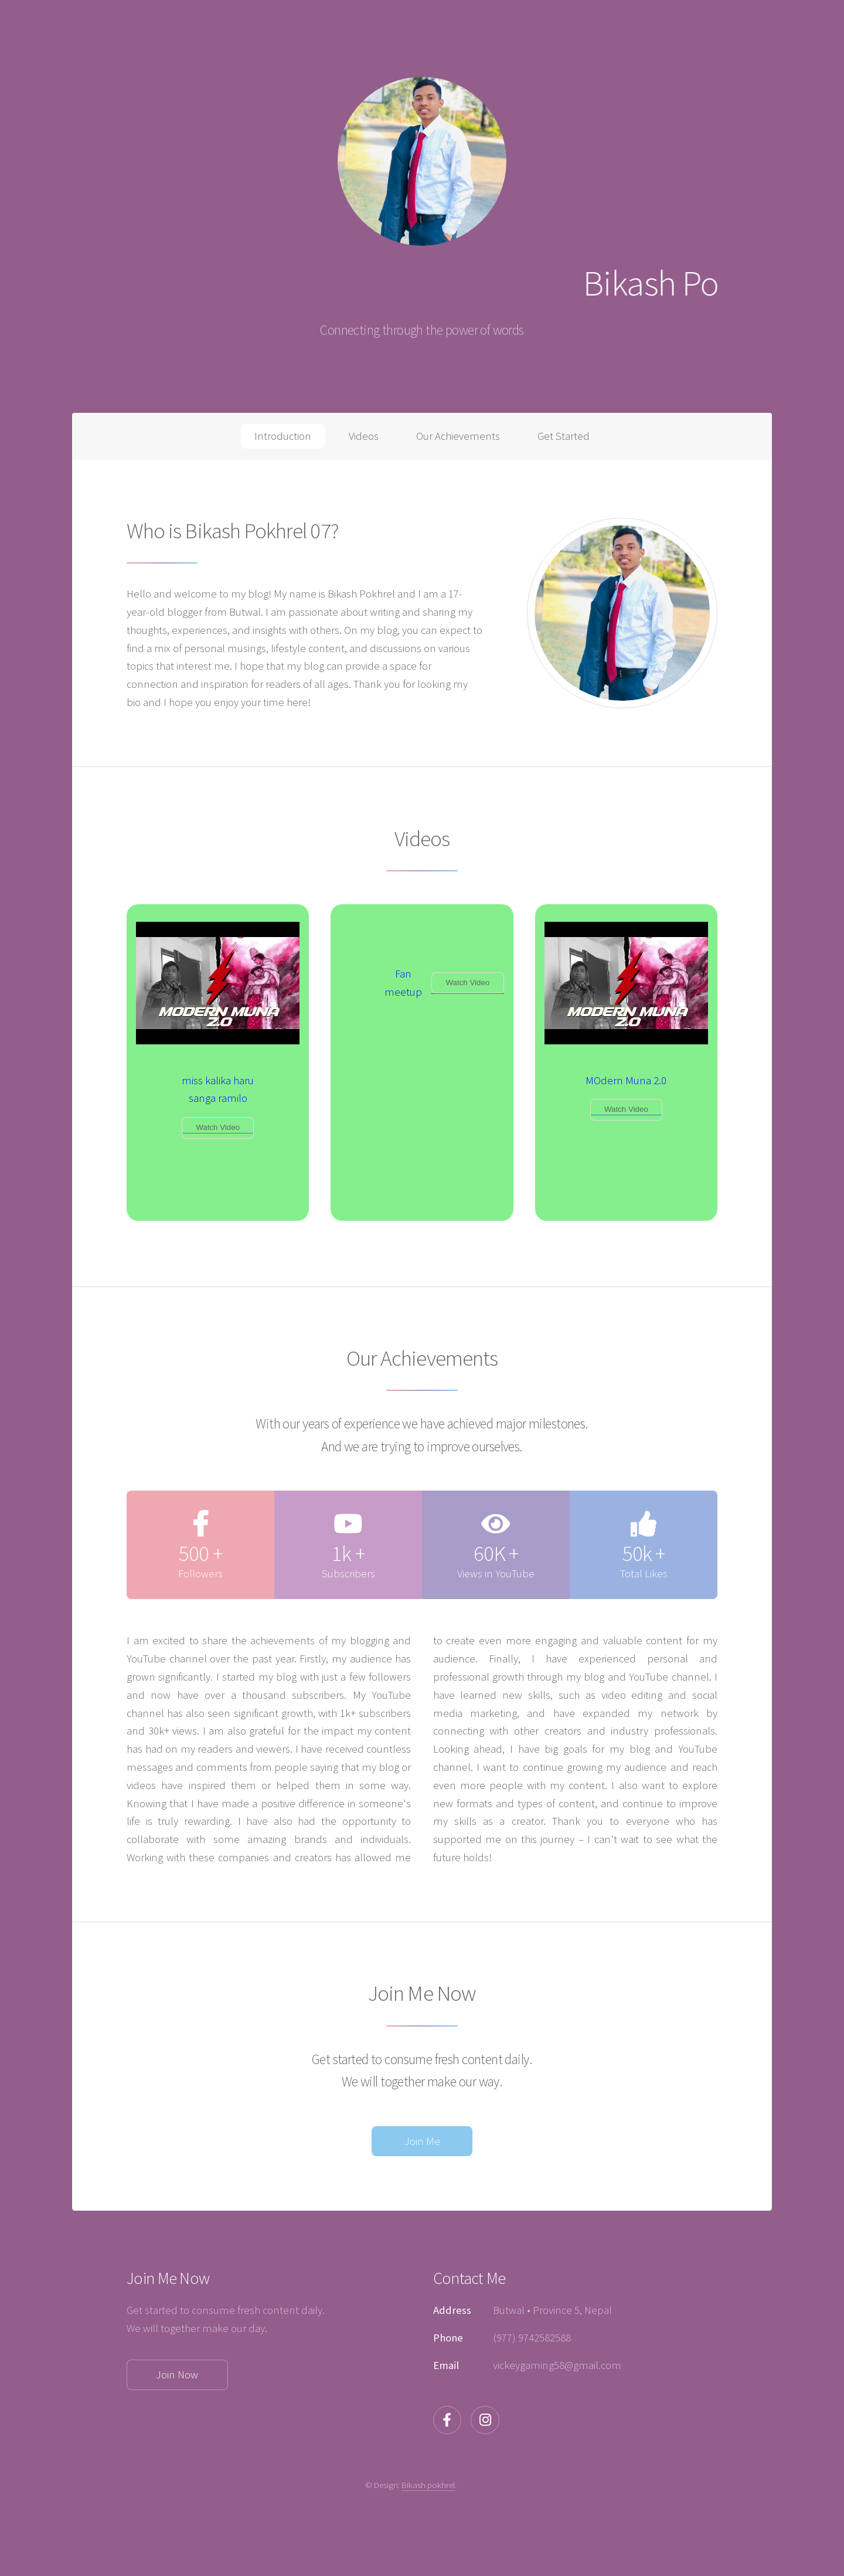 Bikash Po
Connecting through the power of words
Introduction
Videos
Our Achievements
Get Started
Who is Bikash Pokhrel 07?
Hello and welcome to my blog! My name is Bikash Pokhrel and I am a 17-
year-old blogger from Butwal. I am passionate about writing and sharing my
thoughts, experiences, and insights with others. On my blog, you can expect to
find a mix of personal musings, lifestyle content, and discussions on various
topics that interest me. I hope that my blog can provide a space for
connection and inspiration for readers of all ages. Thank you for looking my
bio and I hope you enjoy your time here!
Videos
MODERN MUNA
2.0
miss kalika haru
sanga ramilo
Watch Video
Fan
meetup
Watch Video
MODERN MUNA
2.0
MOdern Muna 2.0
Watch Video
Our Achievements
With our years of experience we have achieved major milestones.
And we are trying to improve ourselves.
500 +
Followers
1k +
Subscribers
60K +
Views in YouTube
50k +
Total Likes
I am excited to share the achievements of my blogging and
YouTube channel over the past year. Firstly, my audience has
grown significantly. I started my blog with just a few followers
and now have over a thousand subscribers. My YouTube
channel has also seen significant growth, with 1k+ subscribers
and 30k+ views. I am also grateful for the impact my content
has had on my readers and viewers. I have received countless
messages and comments from people saying that my blog or
videos have inspired them or helped them in some way.
Knowing that I have made a positive difference in someone's
life is truly rewarding. I have also had the opportunity to
collaborate with some amazing brands and individuals.
Working with these companies and creators has allowed me
to create even more engaging and valuable content for my
audience. Finally, I have experienced personal and
professional growth through my blog and YouTube channel. I
have learned new skills, such as video editing and social
media marketing, and have expanded my network by
connecting with other creators and industry professionals.
Looking ahead, I have big goals for my blog and YouTube
channel. I want to continue growing my audience and reach
even more people with my content. I also want to explore
new formats and types of content, and continue to improve
my skills as a creator. Thank you to everyone who has
supported me on this journey – I can't wait to see what the
future holds!
Join Me Now
Get started to consume fresh content daily.
We will together make our way.
Join Me
Join Me Now
Get started to consume fresh content daily.
We will together make our day.
Join Now
Contact Me
Address Butwal • Province 5, Nepal
Phone (977) 9742582588
Email vickeygaming58@gmail.com
© Design: Bikash pokhrel.